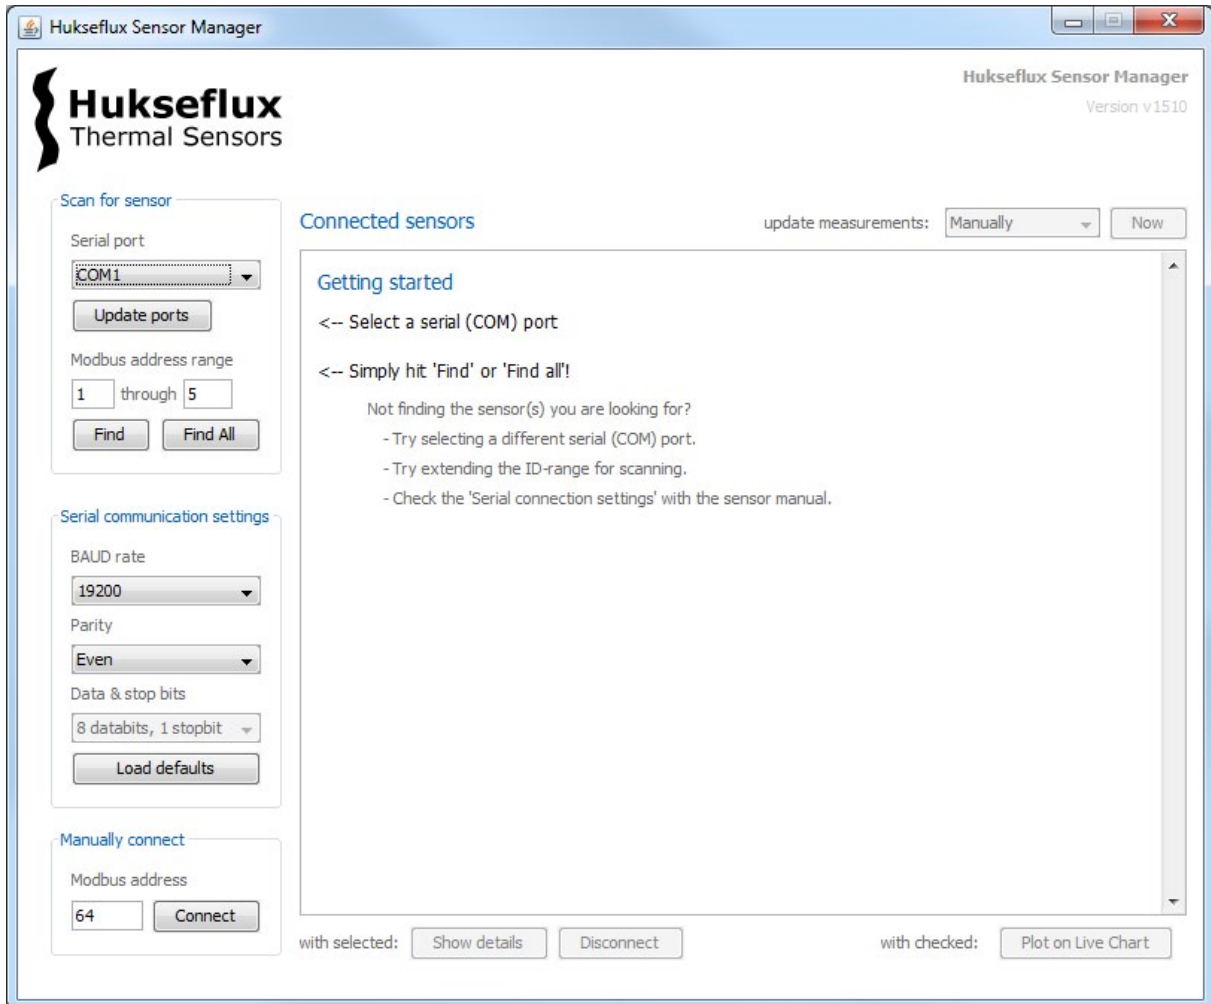 Hukseflux Sensor Manager
Hukseflux
Thermal Sensors
Hukseflux Sensor Manager
Version v1510
Scan for sensor
Serial port
COM1
Update ports
Modbus address range
1 through 5
Find Find All
Serial communication settings
BAUD rate
19200
Parity
Even
Data & stop bits
8 databits, 1 stopbit
Load defaults
Manually connect
Modbus address
64 Connect
Connected sensors update measurements: Manually Now
Getting started
<-- Select a serial (COM) port
<-- Simply hit 'Find' or 'Find all'!
Not finding the sensor(s) you are looking for?
- Try selecting a different serial (COM) port.
- Try extending the ID-range for scanning.
- Check the 'Serial connection settings' with the sensor manual.
with selected: Show details Disconnect with checked: Plot on Live Chart